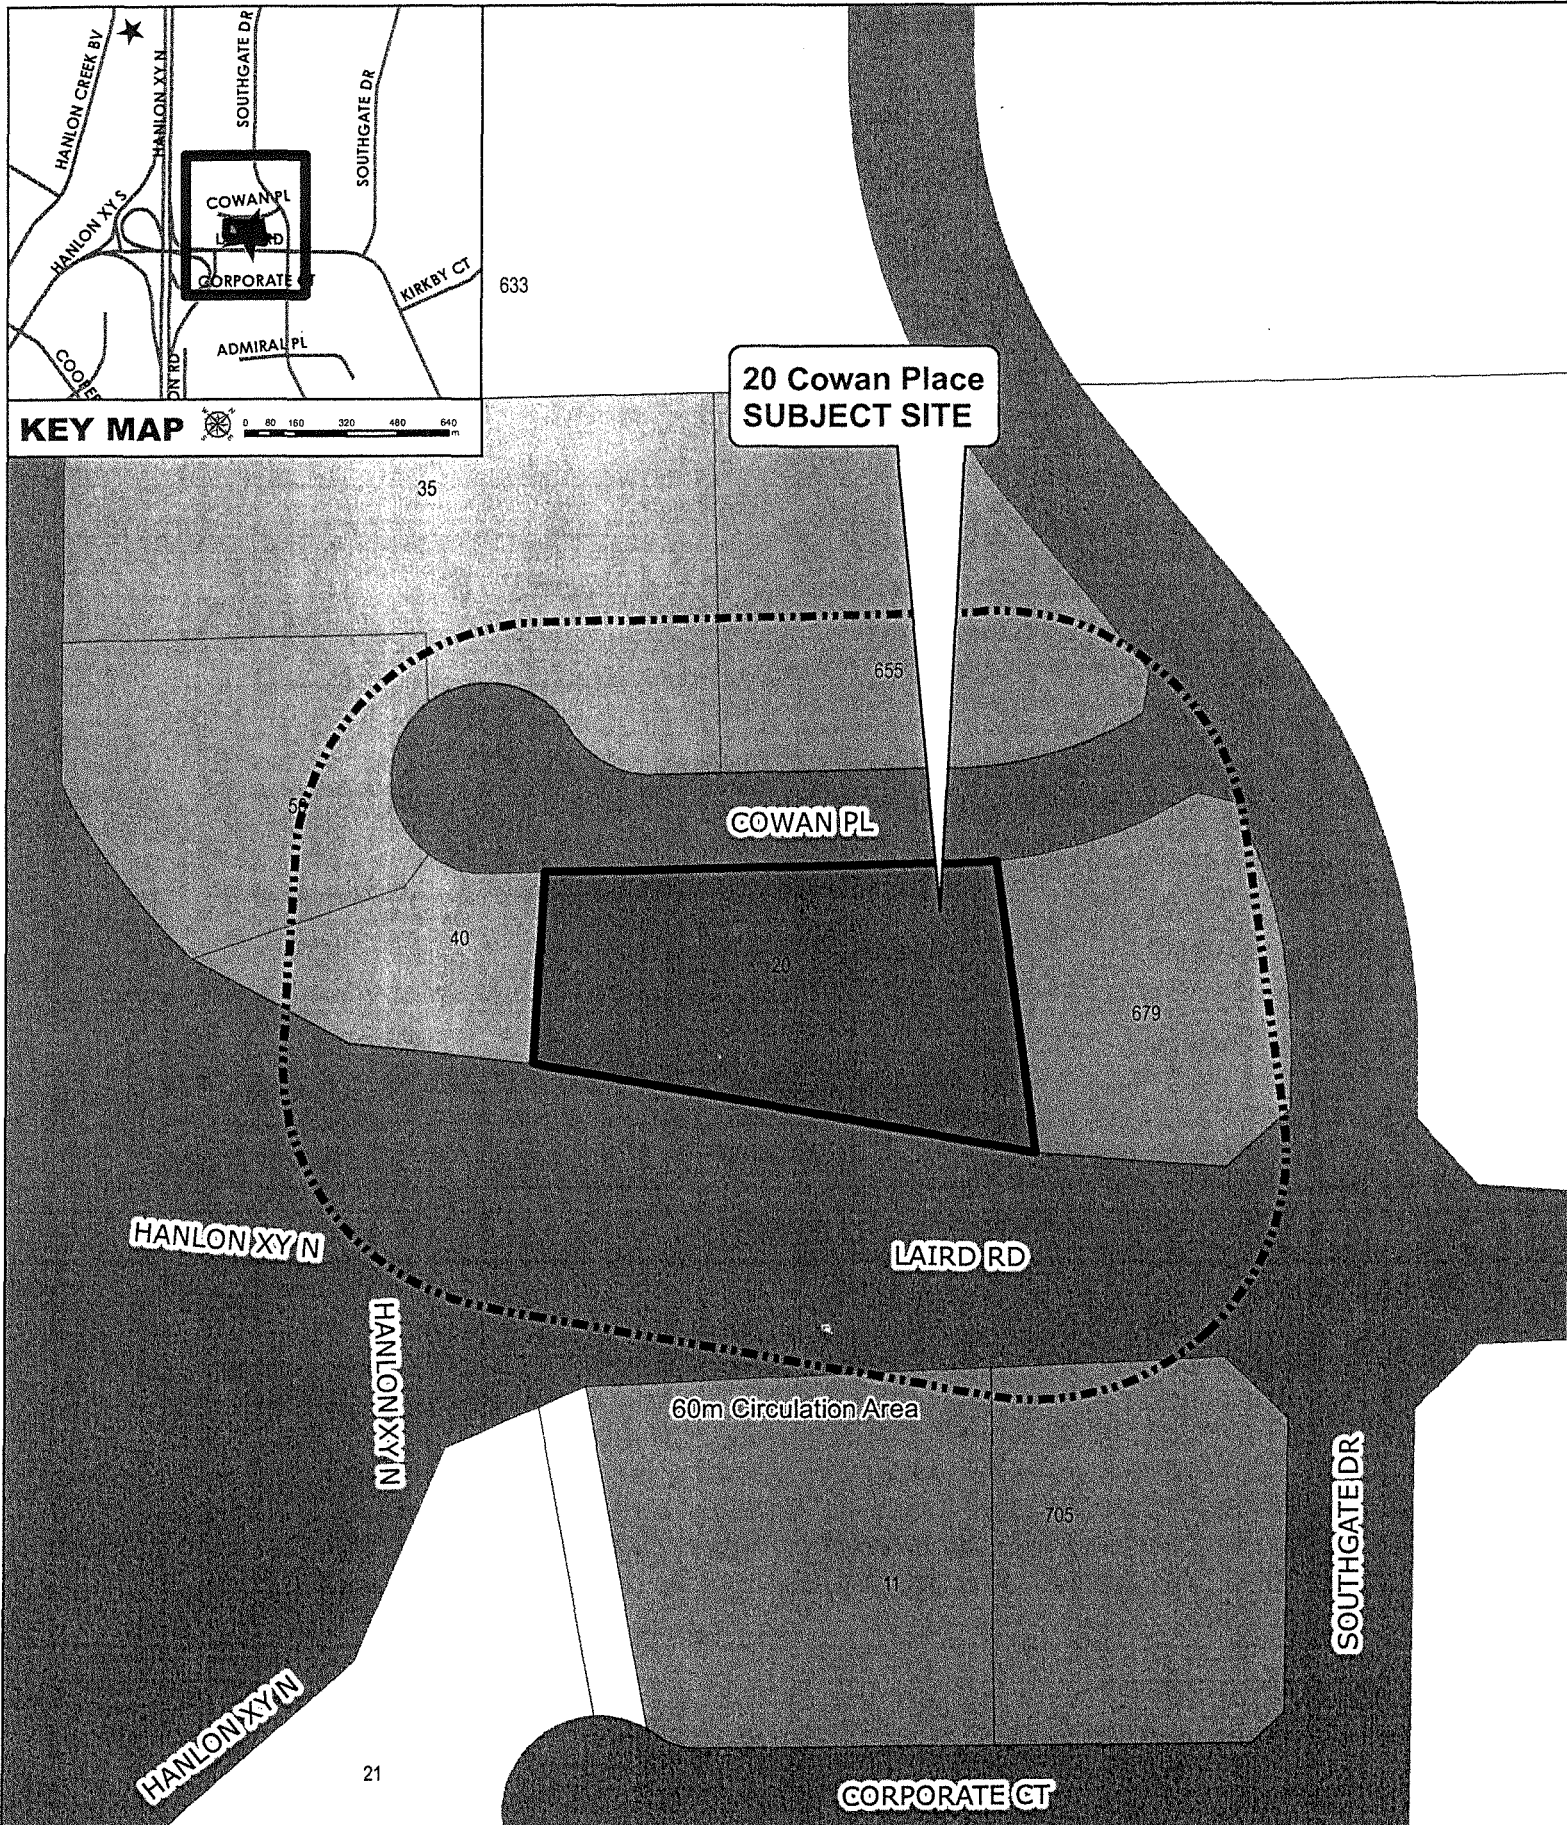 HANLON CREEK BV
HANLON XY N
SOUTHGATE DR
SOUTHGATE DR
COWAN PL
HANLON XY S
CORPORATE CT
KIRKBY CT
ADMIRAL PL
KEY MAP
0 80 160 320 480 640
m
633
20 Cowan Place
SUBJECT SITE
35
655
COWAN PL
40
20
679
HANLON XY N
LAIRD RD
HANLON XY N
60m Circulation Area
705
11
SOUTHGATE DR
HANLON XY N
21
CORPORATE CT